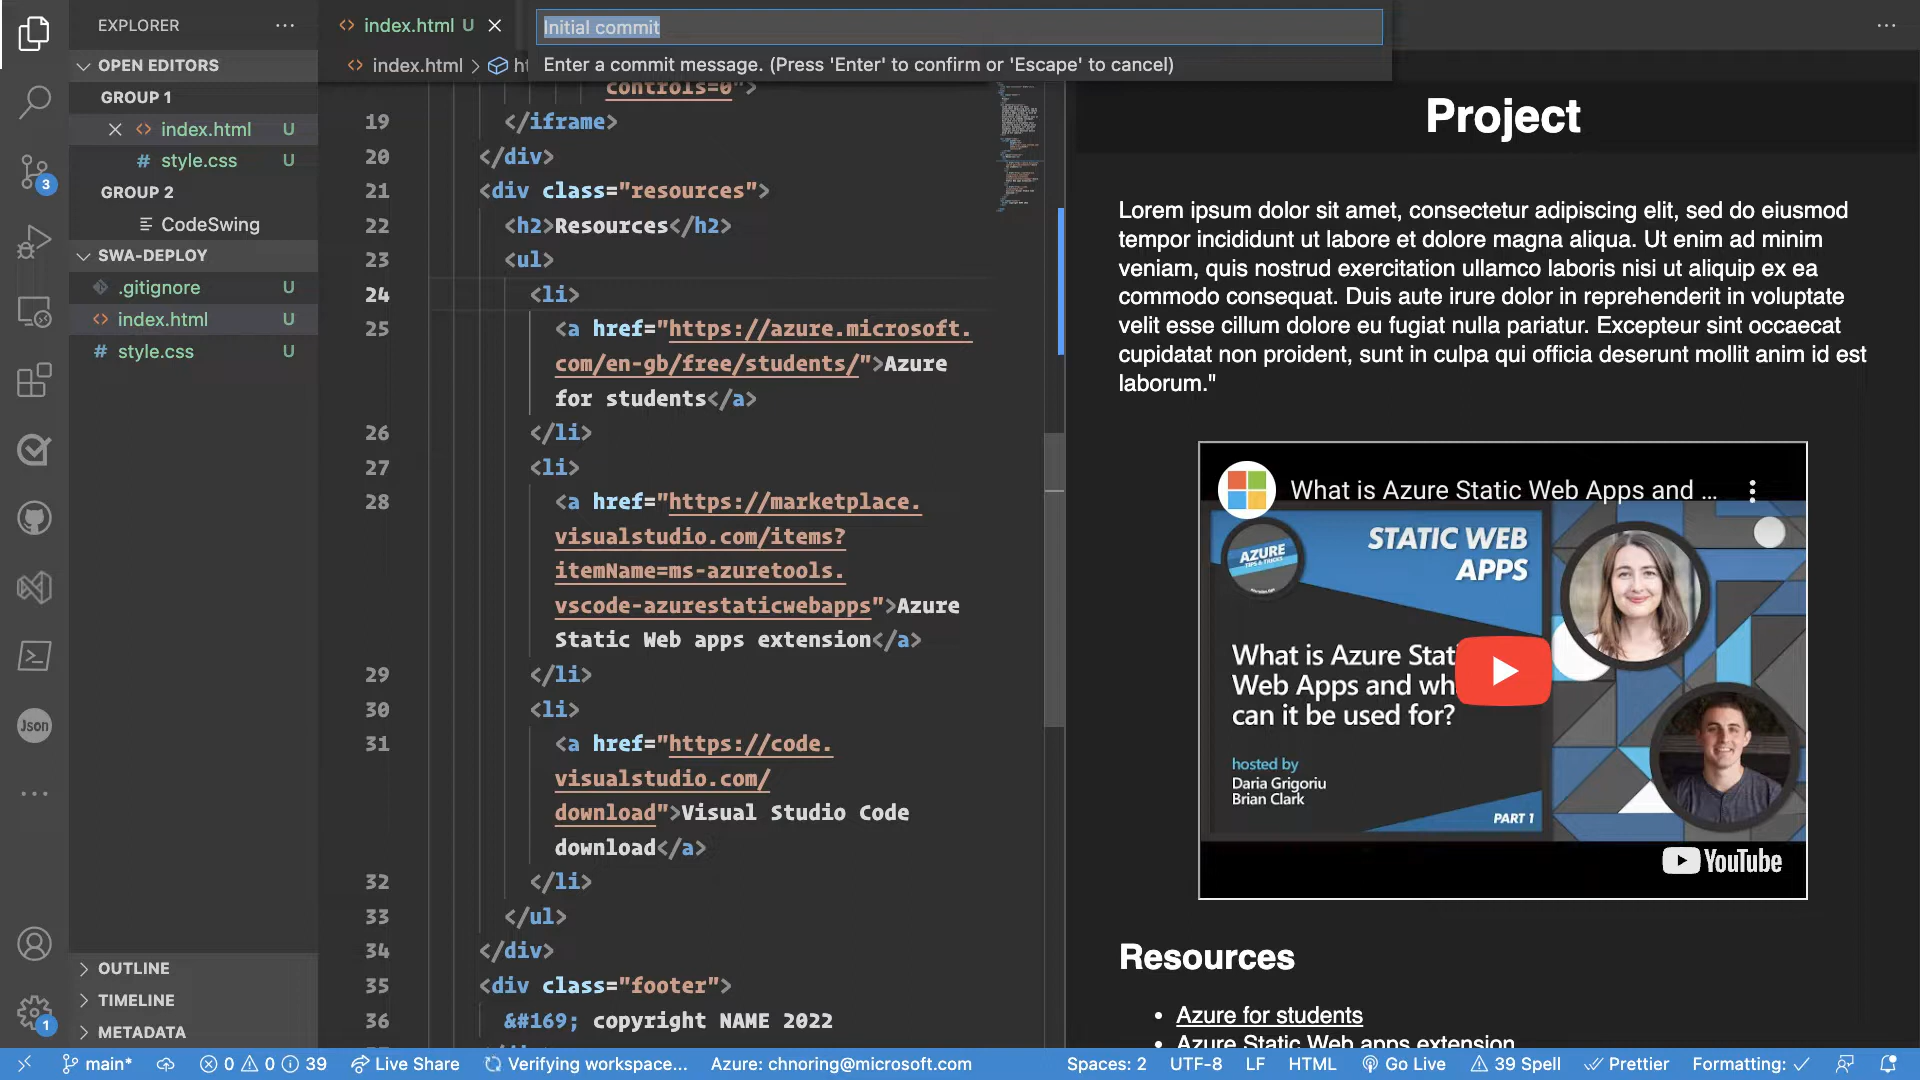 EXPLORER
index.html U
Initial commit
OPEN EDITORS
index.html
Enter a commit message. (Press 'Enter' to confirm or 'Escape' to cancel)
GROUP 1
index.html U
style.css U
GROUP 2
CodeSwing
SWA-DEPLOY
.gitignore U
index.html U
style.css U
3
Json
1
OUTLINE
TIMELINE
METADATA
controls=0">
19 </iframe>
20 </div>
21 <div class="resources">
22 <h2>Resources</h2>
23 <ul>
24 <li>
25 <a href="https://azure.microsoft.
com/en-gb/free/students/">Azure
for students</a>
26 </li>
27 <li>
28 <a href="https://marketplace.
visualstudio.com/items?
itemName=ms-azuretools.
vscode-azurestaticwebapps">Azure
Static Web apps extension</a>
29 </li>
30 <li>
31 <a href="https://code.
visualstudio.com/
download">Visual Studio Code
download</a>
32 </li>
33 </ul>
34 </div>
35 <div class="footer">
36 &#169; copyright NAME 2022
Project
Lorem ipsum dolor sit amet, consectetur adipiscing elit, sed do eiusmod
tempor incididunt ut labore et dolore magna aliqua. Ut enim ad minim
veniam, quis nostrud exercitation ullamco laboris nisi ut aliquip ex ea
commodo consequat. Duis aute irure dolor in reprehenderit in voluptate
velit esse cillum dolore eu fugiat nulla pariatur. Excepteur sint occaecat
cupidatat non proident, sunt in culpa qui officia deserunt mollit anim id est
laborum."
What is Azure Static Web Apps and ...
AZURE
TIPS & TRICKS
STATIC WEB
APPS
What is Azure Stat
Web Apps and wh
can it be used for?
hosted by
Daria Grigoriu
Brian Clark
PART 1
YouTube
Resources
• Azure for students
• Azure Static Web apps extension
main* 0 0 39 Live Share Verifying workspace... Azure: chnoring@microsoft.com Spaces: 2 UTF-8 LF HTML Go Live 39 Spell Prettier Formatting: